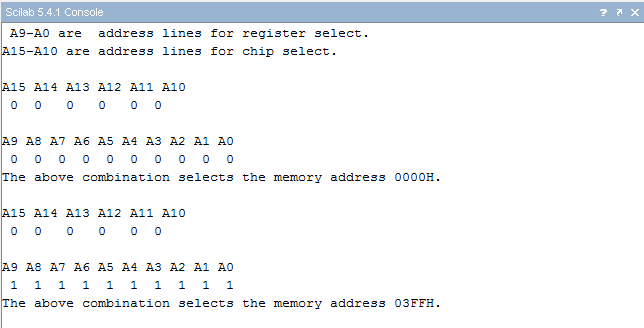 Scilab 5.4.1 Console
A9-A0 are  address lines for register select.
A15-A10 are address lines for chip select.
A15 A14 A13 A12 A11 A10
0 0 0 0 0 0
A9 A8 A7 A6 A5 A4 A3 A2 A1 A0
0 0 0 0 0 0 0 0 0 0
The above combination selects the memory address 0000H.
A15 A14 A13 A12 A11 A10
0 0 0 0 0 0
A9 A8 A7 A6 A5 A4 A3 A2 A1 A0
1 1 1 1 1 1 1 1 1 1
The above combination selects the memory address 03FFH.